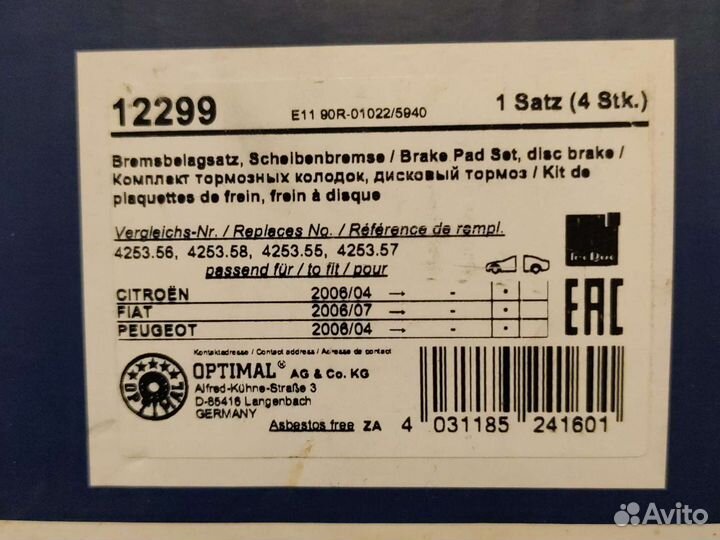 12299 E11 90R-01022/5940 1 Satz (4 Stk.)
Bremsbelagsatz, Scheibenbremse / Brake Pad Set, disc brake /
Комплект тормозных колодок, дисковый тормоз / Kit de
plaquettes de frein, frein à disque
Vergleichs-Nr. / Replaces No. / Référence de rempl.
4253.56, 4253.58, 4253.55, 4253.57
passend für / to fit / pour
CITROËN 2006/04 → - •
FIAT 2006/07 → - •
PEUGEOT 2006/04 → - •
EAC
Kontaktadresse / Contact address / Adresse de contact
OPTIMAL® AG & Co. KG
Alfred-Kühne-Straße 3
D-85416 Langenbach
GERMANY
Asbestos free ZA
4 031185 241601
OPTIMAL
Avito